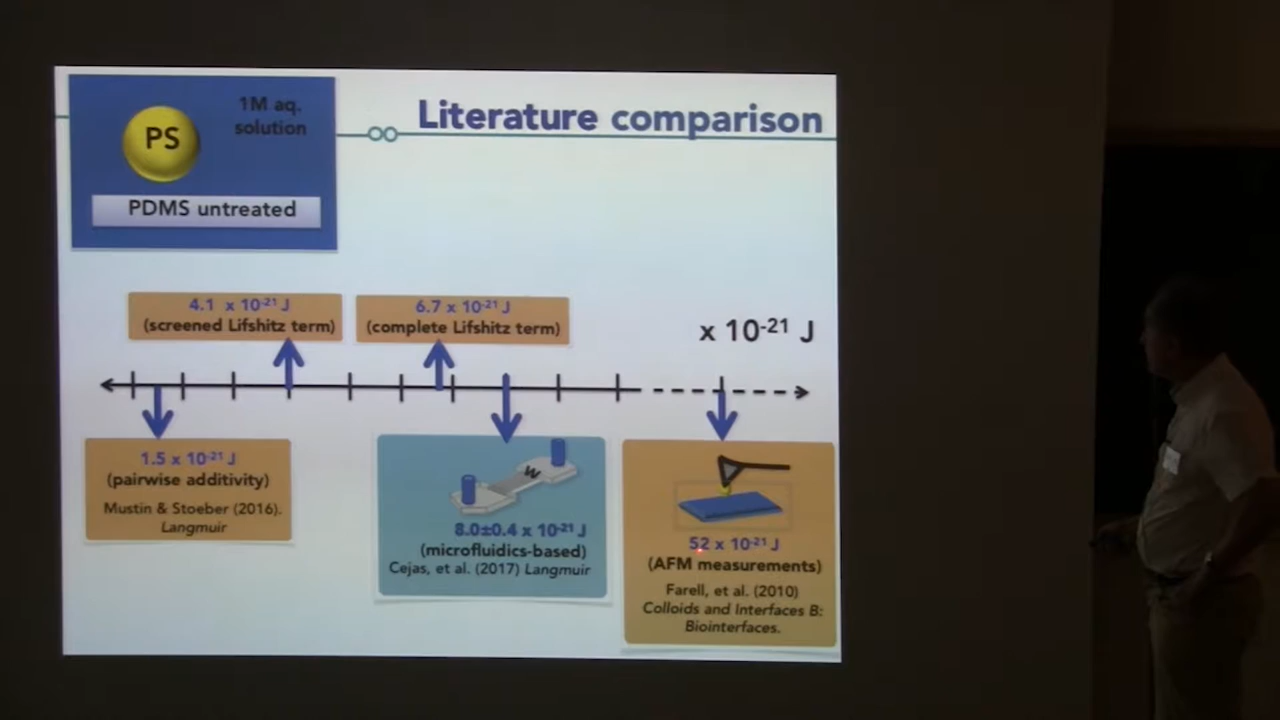 Literature comparison
1M aq.
solution
PS
PDMS untreated
4.1 x 10⁻²¹ J
(screened Lifshitz term)
6.7 x 10⁻²¹ J
(complete Lifshitz term)
x 10⁻²¹ J
1.5 x 10⁻²¹ J
(pairwise additivity)
Mustin & Stoeber (2016).
Langmuir
W
8.0±0.4 x 10⁻²¹ J
(microfluidics-based)
Cejas, et al. (2017) Langmuir
52 x 10⁻²¹ J
(AFM measurements)
Farell, et al. (2010)
Colloids and Interfaces B:
Biointerfaces.